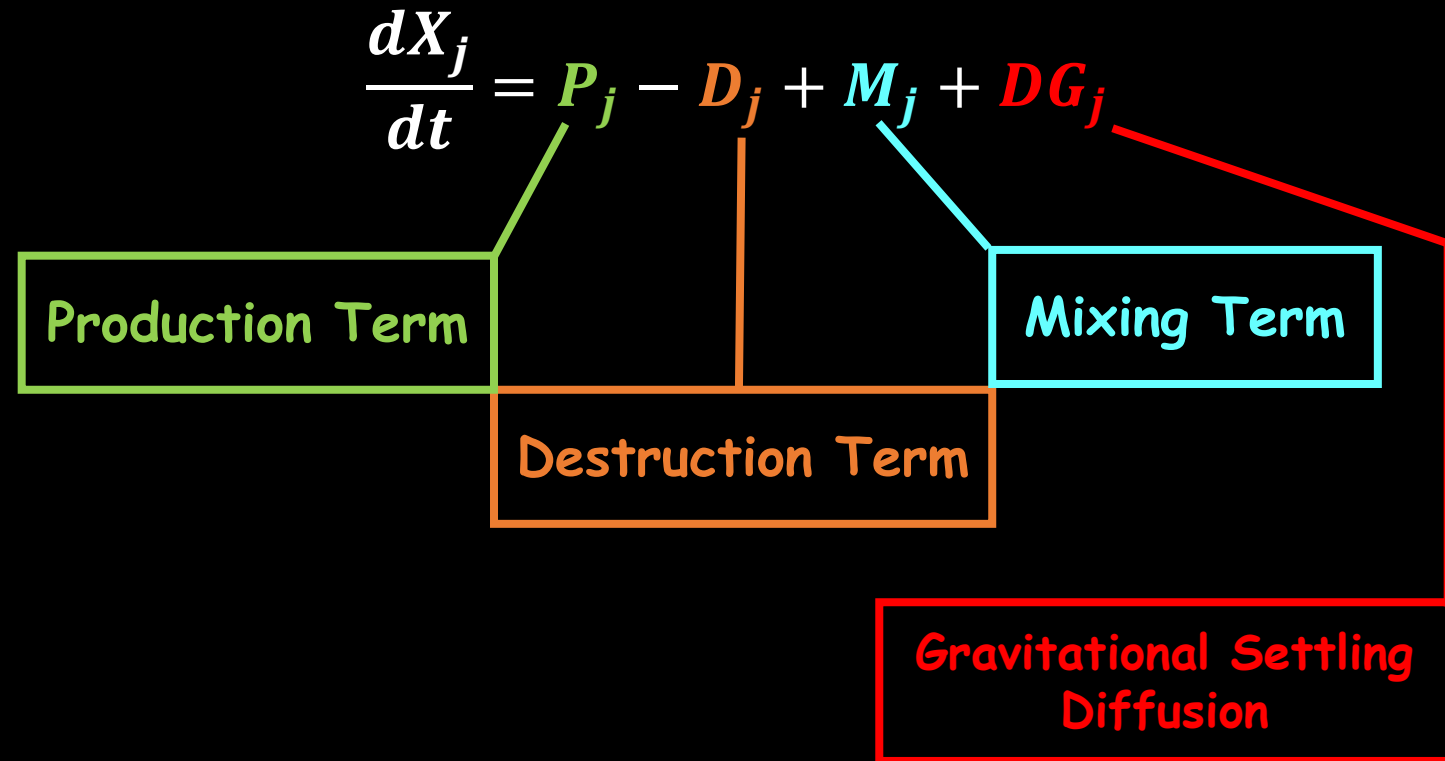 dX_j/dt = P_j − D_j + M_j + DG_j
Production Term
Mixing Term
Destruction Term
Gravitational Settling
Diffusion